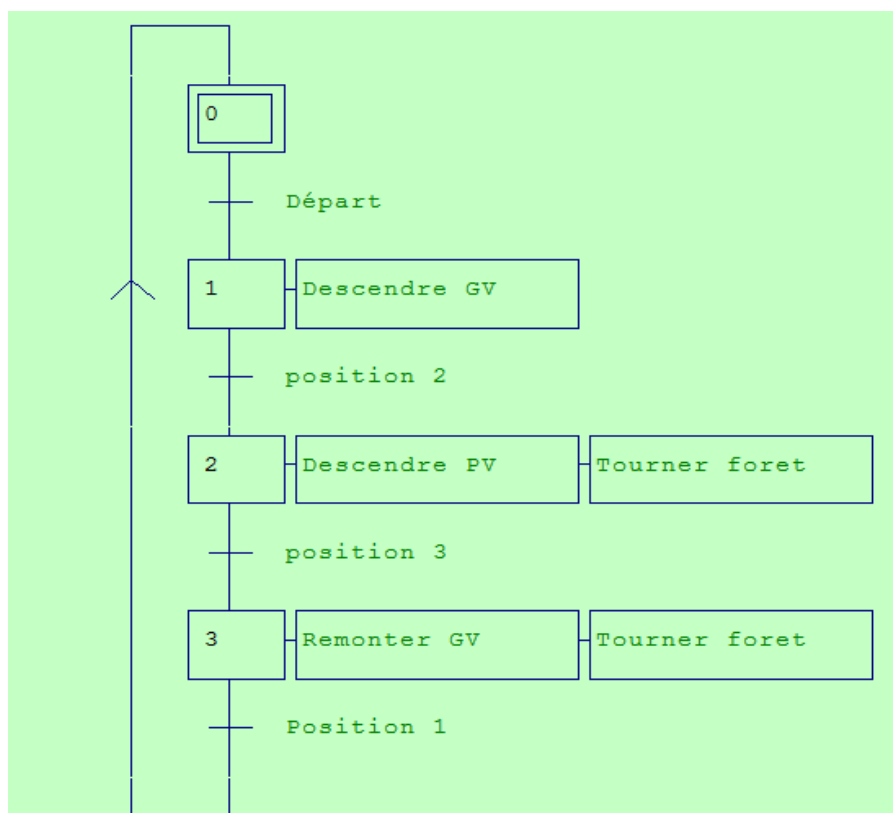 0
Départ
1 Descendre GV
position 2
2 Descendre PV Tourner foret
position 3
3 Remonter GV Tourner foret
Position 1